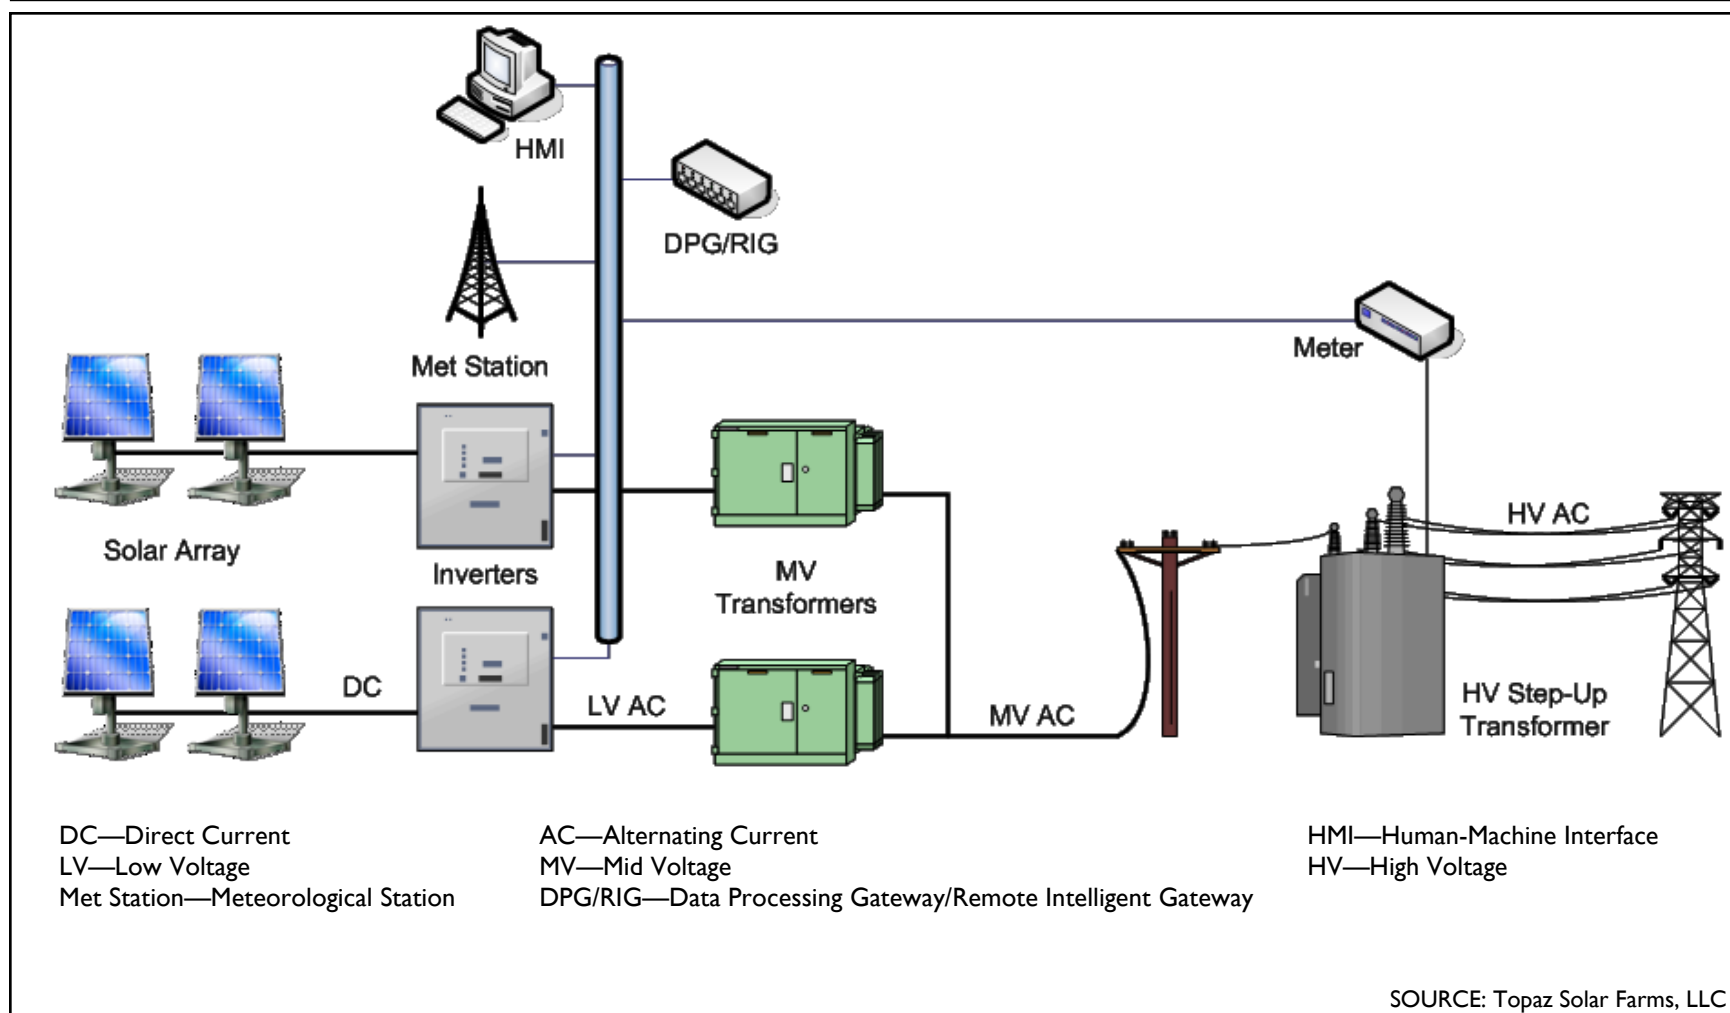 HMI
DPG/RIG
Met Station
Meter
Solar Array
Inverters
MV
Transformers
HV AC
DC
LV AC
MV AC
HV Step-Up
Transformer
DC—Direct Current
LV—Low Voltage
Met Station—Meteorological Station
AC—Alternating Current
MV—Mid Voltage
DPG/RIG—Data Processing Gateway/Remote Intelligent Gateway
HMI—Human-Machine Interface
HV—High Voltage
SOURCE: Topaz Solar Farms, LLC